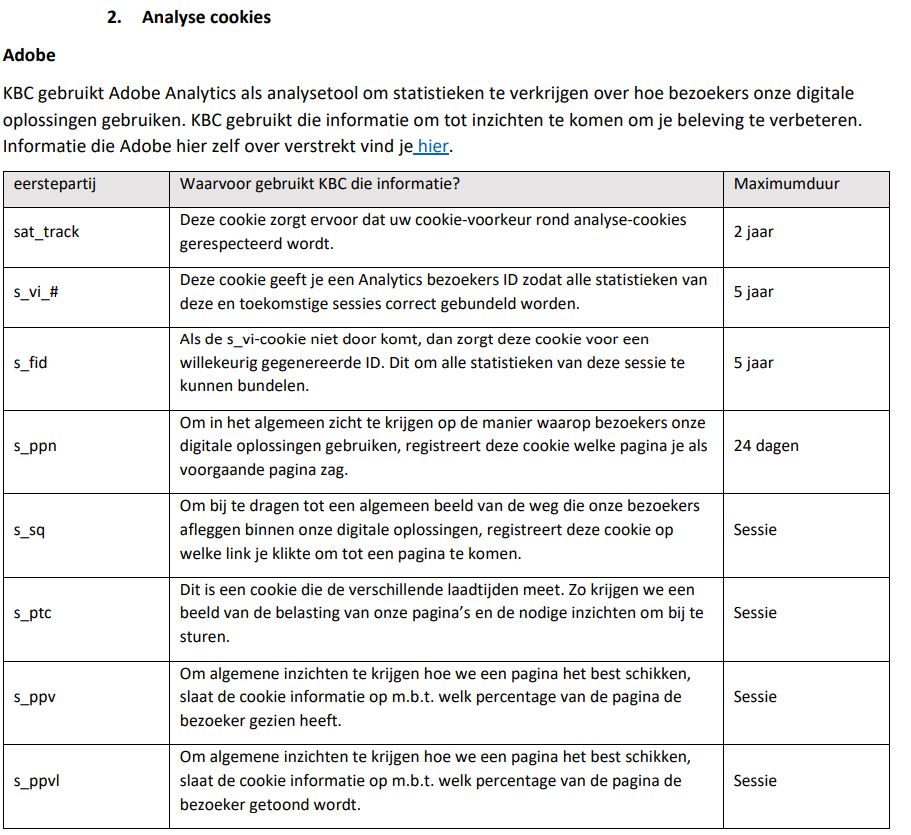 2. Analyse cookies
Adobe
KBC gebruikt Adobe Analytics als analysetool om statistieken te verkrijgen over hoe bezoekers onze digitale
oplossingen gebruiken. KBC gebruikt die informatie om tot inzichten te komen om je beleving te verbeteren.
Informatie die Adobe hier zelf over verstrekt vind je hier.
eerstepartij Waarvoor gebruikt KBC die informatie? Maximumduur
sat_track
Deze cookie zorgt ervoor dat uw cookie-voorkeur rond analyse-cookies
gerespecteerd wordt.
2 jaar
s_vi_#
Deze cookie geeft je een Analytics bezoekers ID zodat alle statistieken van
deze en toekomstige sessies correct gebundeld worden.
5 jaar
s_fid
Als de s_vi-cookie niet door komt, dan zorgt deze cookie voor een
willekeurig gegenereerde ID. Dit om alle statistieken van deze sessie te
kunnen bundelen.
5 jaar
s_ppn
Om in het algemeen zicht te krijgen op de manier waarop bezoekers onze
digitale oplossingen gebruiken, registreert deze cookie welke pagina je als
voorgaande pagina zag.
24 dagen
s_sq
Om bij te dragen tot een algemeen beeld van de weg die onze bezoekers
afleggen binnen onze digitale oplossingen, registreert deze cookie op
welke link je klikte om tot een pagina te komen.
Sessie
s_ptc
Dit is een cookie die de verschillende laadtijden meet. Zo krijgen we een
beeld van de belasting van onze pagina’s en de nodige inzichten om bij te
sturen.
Sessie
s_ppv
Om algemene inzichten te krijgen hoe we een pagina het best schikken,
slaat de cookie informatie op m.b.t. welk percentage van de pagina de
bezoeker gezien heeft.
Sessie
s_ppvl
Om algemene inzichten te krijgen hoe we een pagina het best schikken,
slaat de cookie informatie op m.b.t. welk percentage van de pagina de
bezoeker getoond wordt.
Sessie